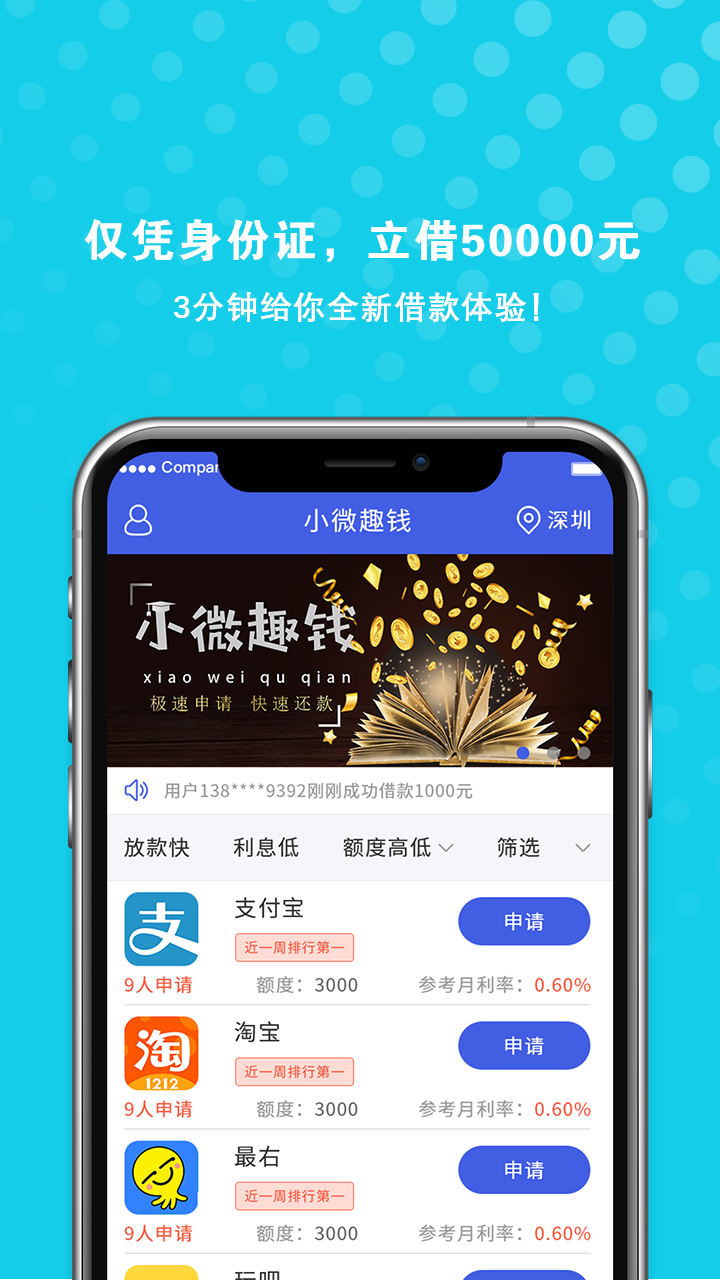 仅凭身份证，立借50000元
3分钟给你全新借款体验！
Compar
小微趣钱
深圳
小微趣钱
xiao wei qu qian
极速申请 快速还款
用户138****9392刚刚成功借款1000元
放款快 利息低 额度高低 筛选
支
支付宝
申请
近一周排行第一
9人申请 额度：3000 参考月利率：0.60%
淘
1212
淘宝
申请
近一周排行第一
9人申请 额度：3000 参考月利率：0.60%
最右
申请
近一周排行第一
9人申请 额度：3000 参考月利率：0.60%
玩吧